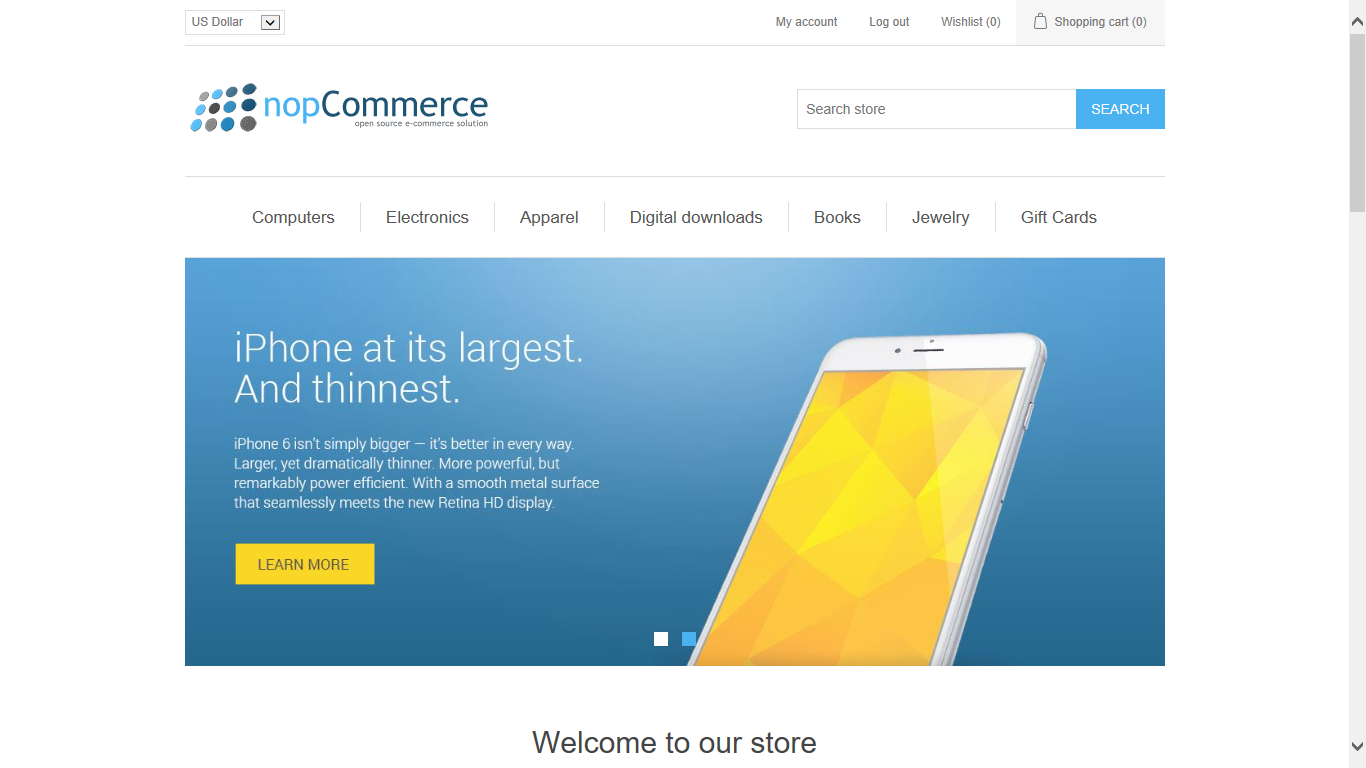 US Dollar
My account
Log out
Wishlist (0)
Shopping cart (0)
nopCommerce
open source e-commerce solution
Search store
SEARCH
Computers
Electronics
Apparel
Digital downloads
Books
Jewelry
Gift Cards
iPhone at its largest.
And thinnest.
iPhone 6 isn't simply bigger — it's better in every way.
Larger, yet dramatically thinner. More powerful, but
remarkably power efficient. With a smooth metal surface
that seamlessly meets the new Retina HD display.
LEARN MORE
Welcome to our store